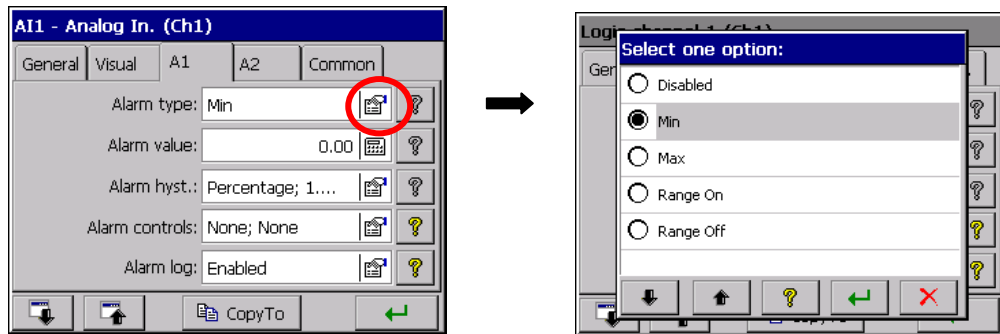 AI1 - Analog In. (Ch1)
General Visual A1 A2 Common
Alarm type: Min
Alarm value: 0.00
Alarm hyst.: Percentage; 1....
Alarm controls: None; None
Alarm log: Enabled
CopyTo
Logic channel 1 (Ch1)
Ger
Select one option:
Disabled
Min
Max
Range On
Range Off